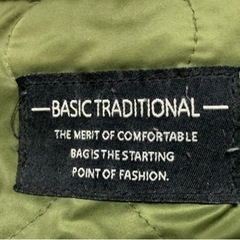 —BASIC TRADITIONAL—
THE MERIT OF COMFORTABLE
BAG IS THE STARTING
POINT OF FASHION.